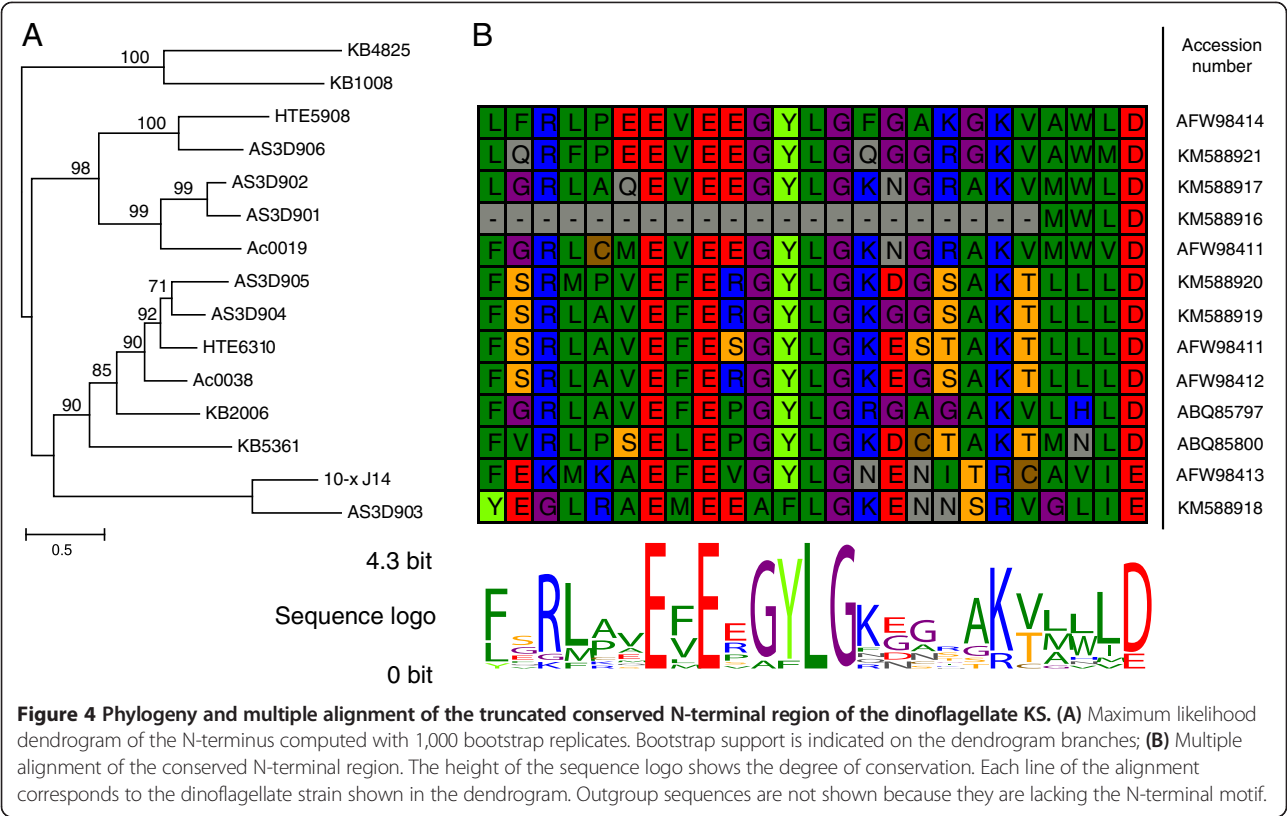 A
B
Accession
number
100
KB4825
KB1008
100
HTE5908
AS3D906
98
99
AS3D902
AS3D901
99
Ac0019
71
AS3D905
92
AS3D904
90
HTE6310
85
Ac0038
90
KB2006
KB5361
10-x J14
AS3D903
0.5
L F R L P E E V E E G Y L G F G A K G K V A W L D AFW98414
L Q R F P E E V E E G Y L G Q G G R G K V A W M D KM588921
L G R L A Q E V E E G Y L G K N G R A K V M W L D KM588917
- - - - - - - - - - - - - - - - - - - - - M W L D KM588916
F G R L C M E V E E G Y L G K N G R A K V M W V D AFW98411
F S R M P V E F E R G Y L G K D G S A K T L L L D KM588920
F S R L A V E F E R G Y L G K G G S A K T L L L D KM588919
F S R L A V E F E S G Y L G K E S T A K T L L L D AFW98411
F S R L A V E F E R G Y L G K E G S A K T L L L D AFW98412
F G R L A V E F E P G Y L G R G A G A K V L H L D ABQ85797
F V R L P S E L E P G Y L G K D C T A K T M N L D ABQ85800
F E K M K A E F E V G Y L G N E N I T R C A V I E AFW98413
Y E G L R A E M E E A F L G K E N N S R V G L I E KM588918
4.3 bit
Sequence logo
0 bit
Figure 4 Phylogeny and multiple alignment of the truncated conserved N-terminal region of the dinoflagellate KS. (A) Maximum likelihood
dendrogram of the N-terminus computed with 1,000 bootstrap replicates. Bootstrap support is indicated on the dendrogram branches; (B) Multiple
alignment of the conserved N-terminal region. The height of the sequence logo shows the degree of conservation. Each line of the alignment
corresponds to the dinoflagellate strain shown in the dendrogram. Outgroup sequences are not shown because they are lacking the N-terminal motif.